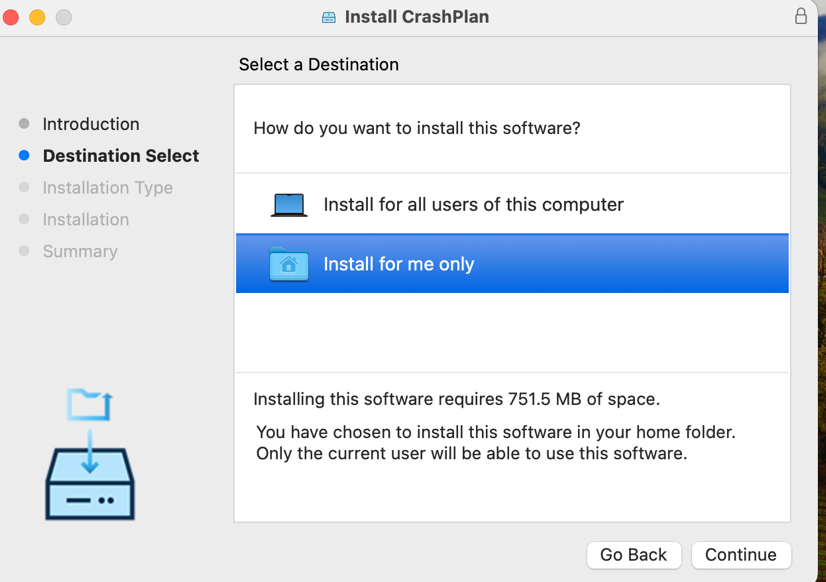 Install CrashPlan
Select a Destination
Introduction
Destination Select
Installation Type
Installation
Summary
How do you want to install this software?
Install for all users of this computer
Install for me only
Installing this software requires 751.5 MB of space.
You have chosen to install this software in your home folder.
Only the current user will be able to use this software.
Go Back
Continue